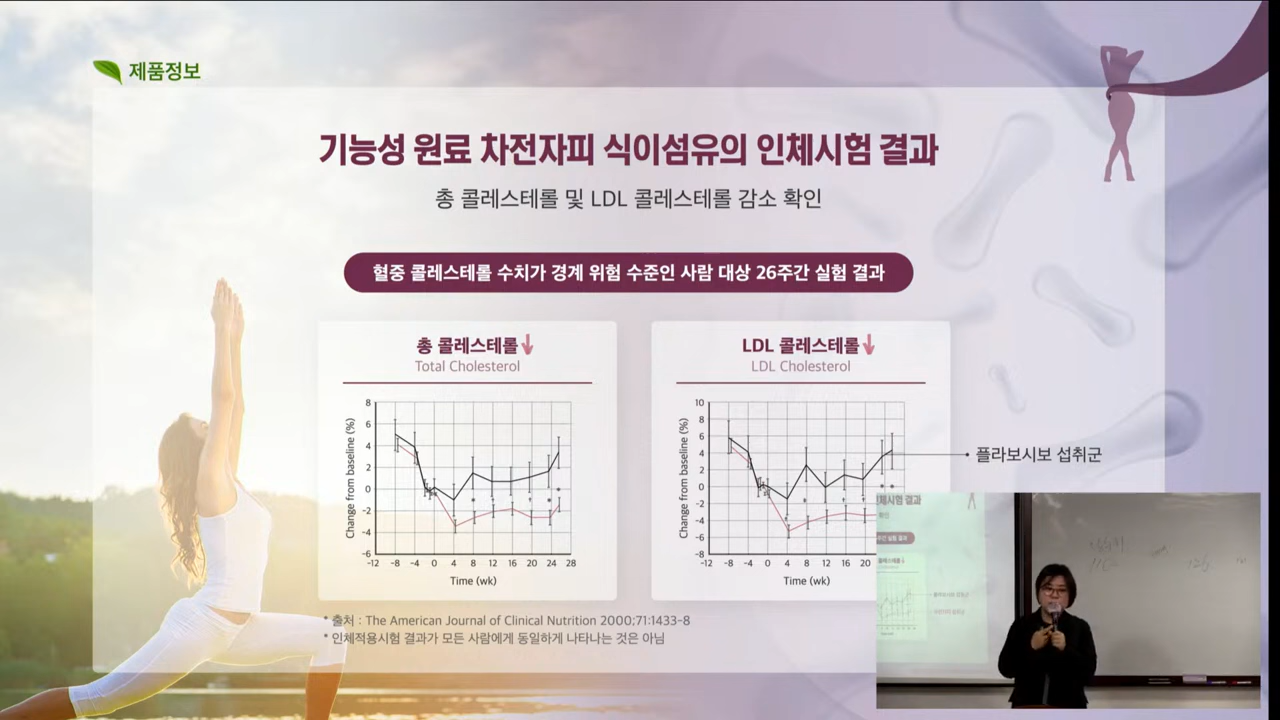 제품정보
기능성 원료 차전자피 식이섬유의 인체시험 결과
총 콜레스테롤 및 LDL 콜레스테롤 감소 확인
혈중 콜레스테롤 수치가 경계 위험 수준인 사람 대상 26주간 실험 결과
총 콜레스테롤
Total Cholesterol
Change from baseline (%)
8
6
4
2
0
-2
-4
-6
-12 -8 -4 0 4 8 12 16 20 24 28
Time (wk)
LDL 콜레스테롤
LDL Cholesterol
Change from baseline (%)
10
8
6
4
2
0
-2
-4
-6
-8
-12 -8 -4 0 4 8 12 16 20
Time (wk)
플라보시보 섭취군
* 출처 : The American Journal of Clinical Nutrition 2000;71:1433-8
* 인체적용시험 결과가 모든 사람에게 동일하게 나타나는 것은 아님